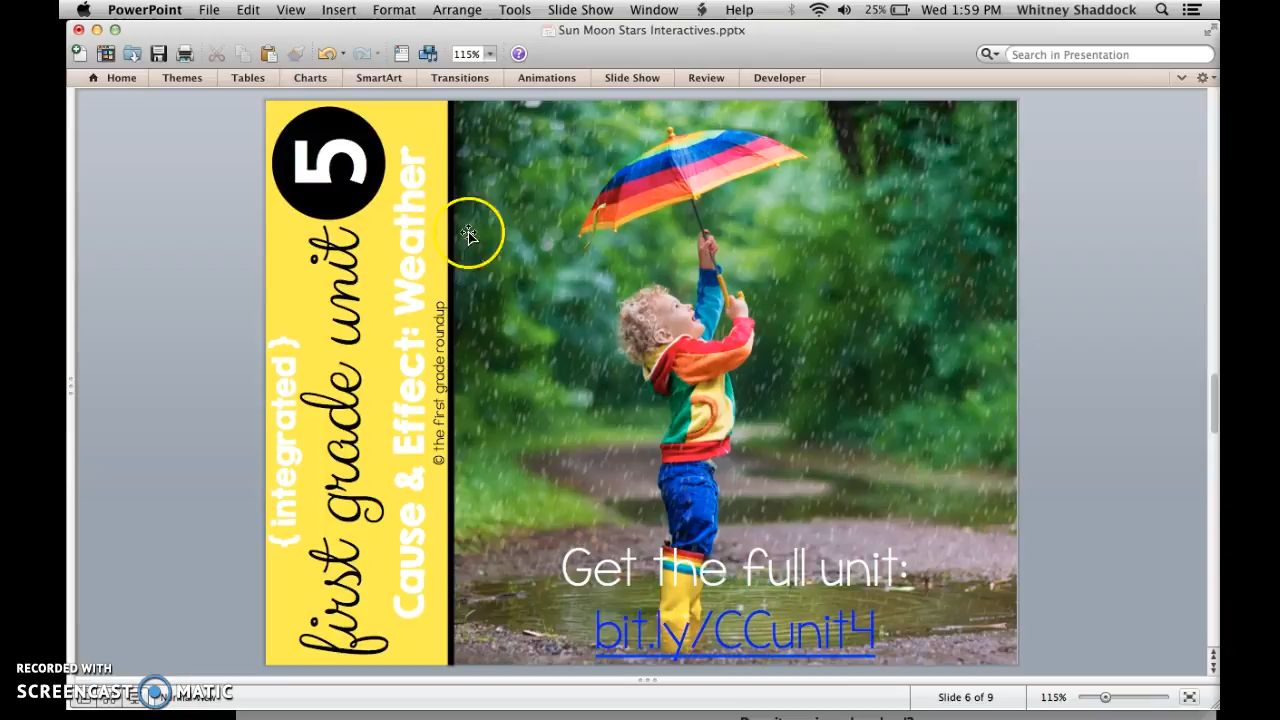 PowerPoint File Edit View Insert Format Arrange Tools Slide Show Window Help 25% Wed 1:59 PM Whitney Shaddock
Sun Moon Stars Interactives.pptx
115% Search in Presentation
Home Themes Tables Charts SmartArt Transitions Animations Slide Show Review Developer
{integrated}
first grade unit 5
Cause & Effect: Weather
© the first grade roundup
Get the full unit:
bit.ly/CCunit4
RECORDED WITH
SCREENCAST MATIC
Slide 6 of 9 115%